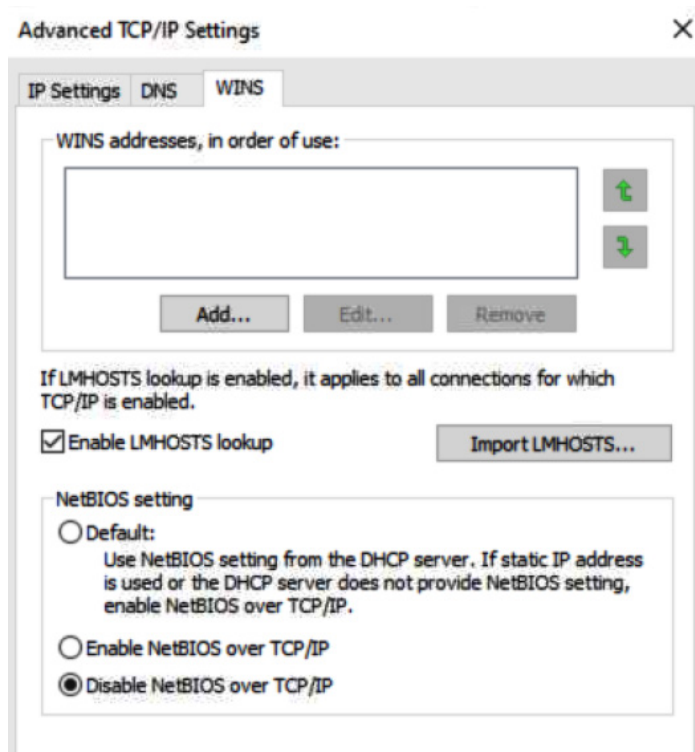 Advanced TCP/IP Settings
IP Settings DNS WINS
WINS addresses, in order of use:
Add... Edit... Remove
If LMHOSTS lookup is enabled, it applies to all connections for which
TCP/IP is enabled.
Enable LMHOSTS lookup Import LMHOSTS...
NetBIOS setting
Default:
Use NetBIOS setting from the DHCP server. If static IP address
is used or the DHCP server does not provide NetBIOS setting,
enable NetBIOS over TCP/IP.
Enable NetBIOS over TCP/IP
Disable NetBIOS over TCP/IP